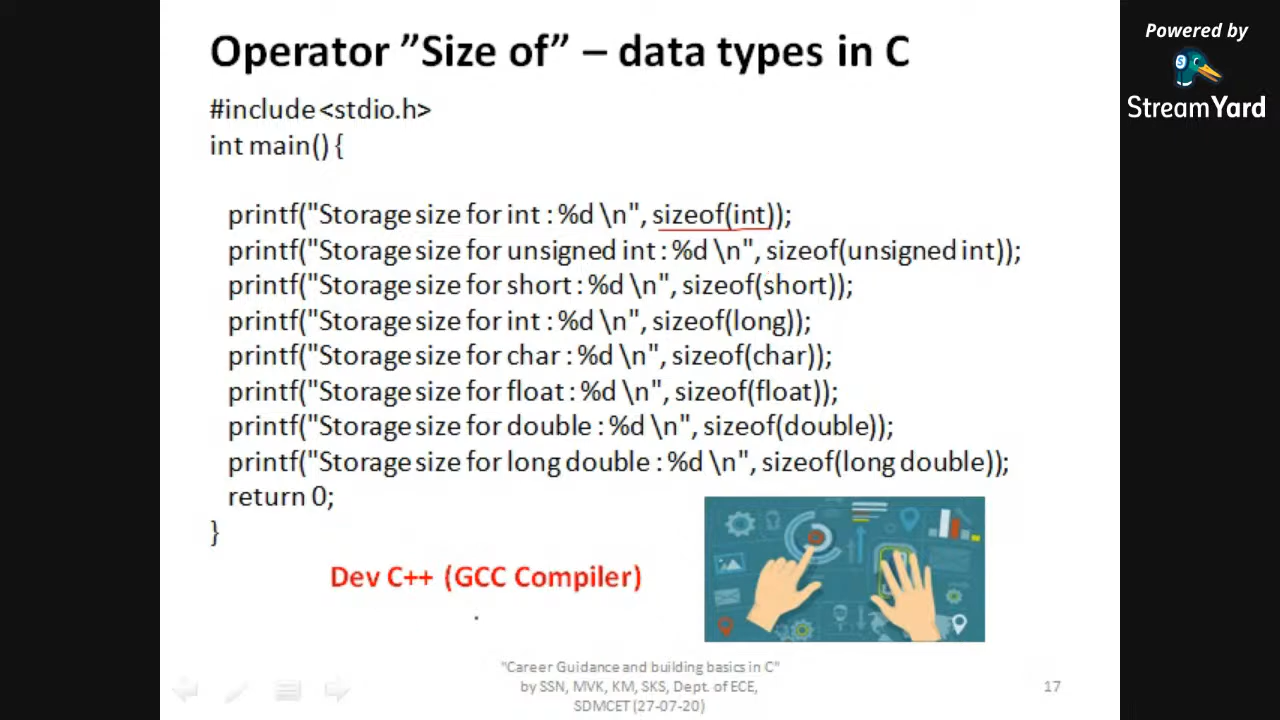 Operator ”Size of” – data types in C
Powered by
StreamYard
#include<stdio.h>
int main() {
printf("Storage size for int : %d \n", sizeof(int));
printf("Storage size for unsigned int : %d \n", sizeof(unsigned int));
printf("Storage size for short : %d \n", sizeof(short));
printf("Storage size for int : %d \n", sizeof(long));
printf("Storage size for char : %d \n", sizeof(char));
printf("Storage size for float : %d \n", sizeof(float));
printf("Storage size for double : %d \n", sizeof(double));
printf("Storage size for long double : %d \n", sizeof(long double));
return 0;
}
Dev C++ (GCC Compiler)
"Career Guidance and building basics in C"
by SSN, MVK, KM, SKS, Dept. of ECE,
SDMCET (27-07-20)
17